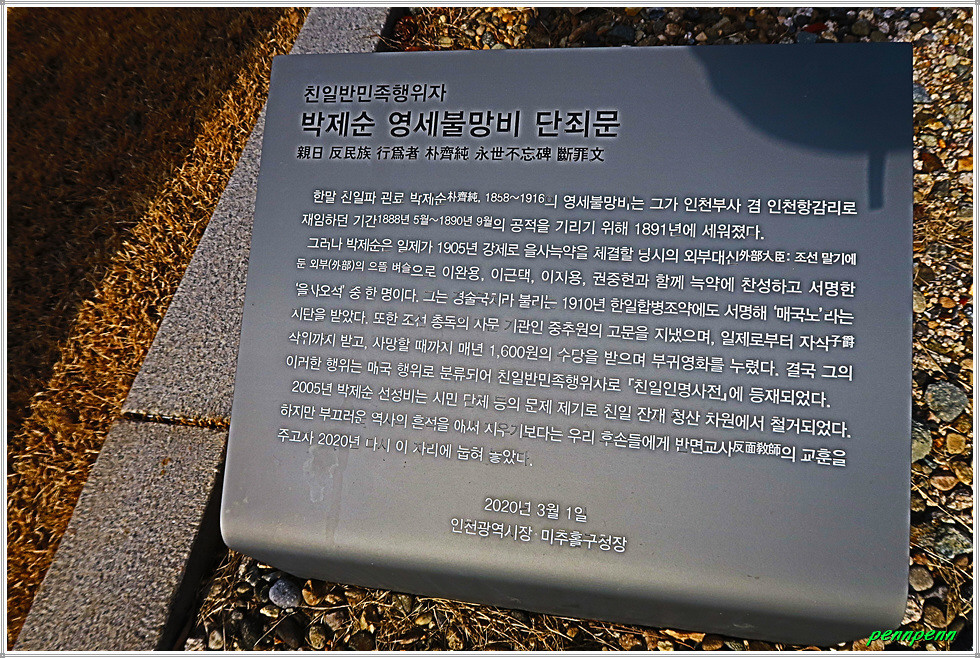 친일반민족행위자
박제순 영세불망비 단죄문
親日 反民族 行爲者 朴齊純 永世不忘碑 斷罪文
한말 친일파 관료 박제순朴齊純, 1858~1916의 영세불망비는 그가 인천부사 겸 인천항감리로
재임하던 기간1888년 5월~1890년 9월의 공적을 기리기 위해 1891년에 세워졌다.
그러나 박제순은 일제가 1905년 강제로 을사늑약을 체결할 당시의 외부대신外部大臣: 조선 말기에
둔 외부(外部)의 으뜸 벼슬으로 이완용, 이근택, 이지용, 권중현과 함께 늑약에 찬성하고 서명한
'을사오적' 중 한 명이다. 그는 경술국치라 불리는 1910년 한일합병조약에도 서명해 '매국노'라는
지탄을 받았다. 또한 조선 총독의 사무 기관인 중추원의 고문을 지냈으며, 일제로부터 자작子爵
작위까지 받고, 사망할 때까지 매년 1,600원의 수당을 받으며 부귀영화를 누렸다. 결국 그의
이러한 행위는 매국 행위로 분류되어 친일반민족행위자로 『친일인명사전』에 등재되었다.
2005년 박제순 선정비는 시민 단체 등의 문제 제기로 친일 잔재 청산 차원에서 철거되었다.
하지만 부끄러운 역사의 흔적을 애써 지우기보다는 우리 후손들에게 반면교사反面敎師의 교훈을
주고자 2020년 다시 이 자리에 눕혀 놓았다.
2020년 3월 1일
인천광역시장·미추홀구청장
pennpenn